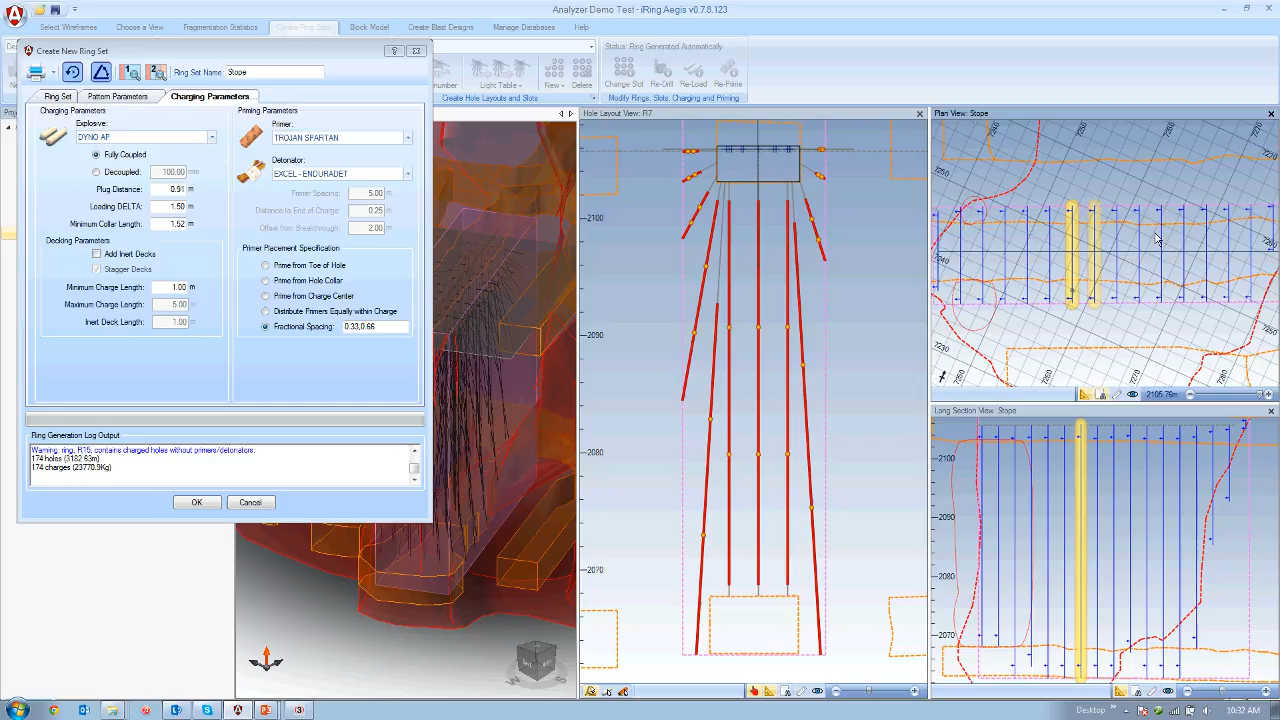 Analyzer Demo Test - iRing Aegis v0.7.8.123
Select Wireframes
Choose a View
Fragmentation Statistics
Block Model
Create Blast Designs
Manage Databases
Help
Create New Ring Set
Status: Ring Generated Automatically
Ring Set Name:
Stope
Light Table
New
Delete
Change Slot
Re-Drill
Re-Load
Re-Prime
Create Hole Layouts and Slots
Modify Rings, Slots, Charging and Priming
Ring Set
Pattern Parameters
Charging Parameters
Charging Parameters
Explosive:
DYNO AP
Fully Coupled
Decoupled:
100.00 mm
Plug Distance:
0.91 m
Loading DELTA:
1.50 m
Minimum Collar Length:
1.52 m
Decking Parameters
Add Inert Decks
Stagger Decks
Minimum Charge Length:
1.00 m
Maximum Charge Length:
5.00 m
Inert Deck Length:
1.00 m
Priming Parameters
Primer:
TROJAN SPARTAN
Detonator:
EXCEL - ENDURADET
Primer Spacing:
5.00 m
Distance to End of Charge:
0.25 m
Offset from Breakthrough:
2.00 m
Primer Placement Specification
Prime from Toe of Hole
Prime from Hole Collar
Prime from Charge Center
Distribute Primers Equally within Charge
Fractional Spacing:
0.33,0.66
Ring Generation Log Output
Warning: ring, R15, contains charged holes without primers/detonators.
174 holes (3182.53m)
174 charges (23770.9Kg)
OK
Cancel
Hole Layout View: R7
2100
2090
2080
2070
Plan View: Stope
2105.76m
Long Section View: Stope
2100
2090
2080
2070
Desktop
10:32 AM